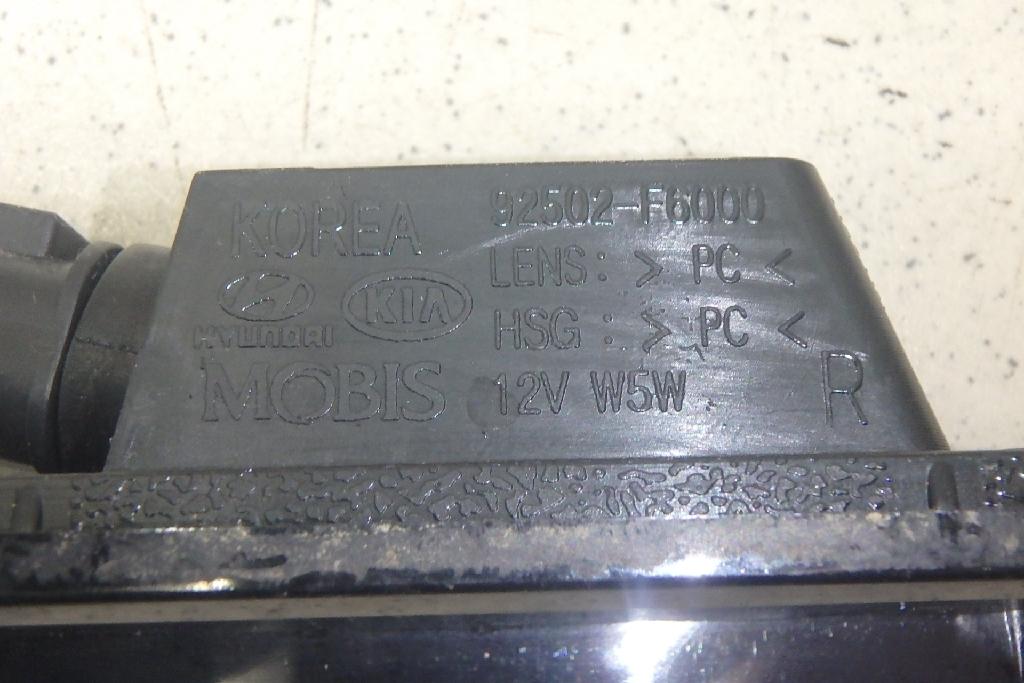 KOREA
HYUNDAI
KIA
MOBIS
92502-F6000
LENS: > PC <
HSG : > PC <
12V W5W
R